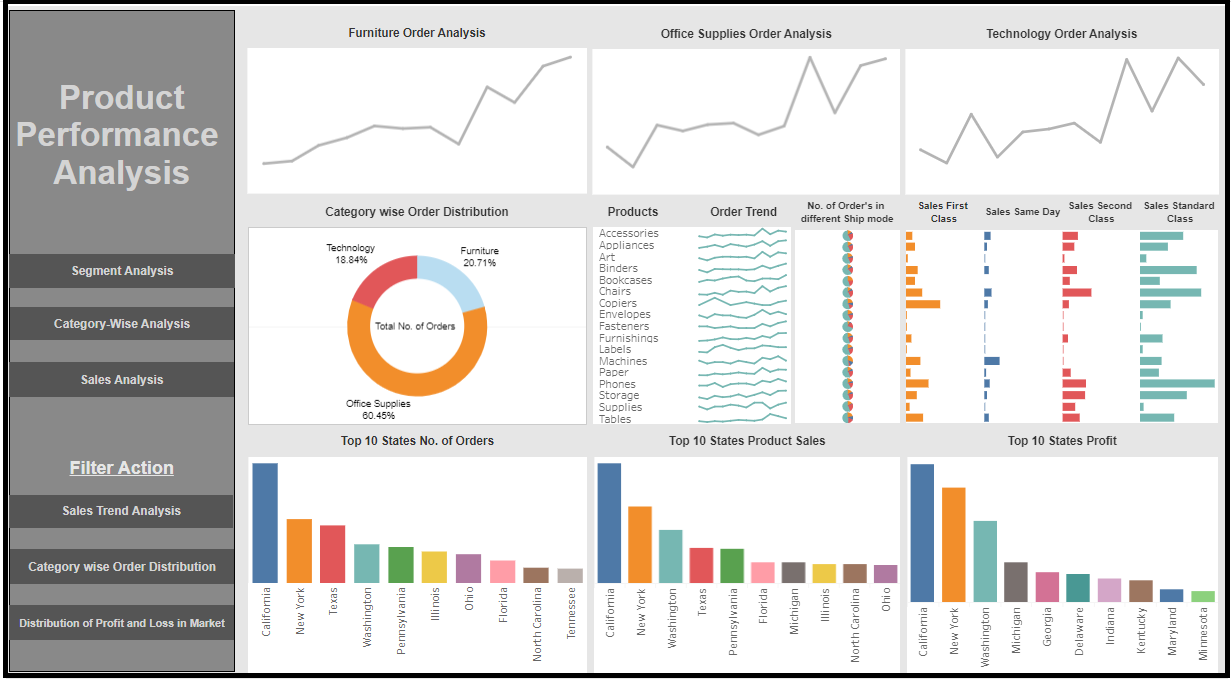 Product
Performance
Analysis
Segment Analysis
Category-Wise Analysis
Sales Analysis
Filter Action
Sales Trend Analysis
Category wise Order Distribution
Distribution of Profit and Loss in Market
Furniture Order Analysis
Office Supplies Order Analysis
Technology Order Analysis
Category wise Order Distribution
Technology
18.84%
Furniture
20.71%
Total No. of Orders
Office Supplies
60.45%
Products
Order Trend
No. of Order's in
different Ship mode
Sales First
Class
Sales Same Day
Sales Second
Class
Sales Standard
Class
Accessories
Appliances
Art
Binders
Bookcases
Chairs
Copiers
Envelopes
Fasteners
Furnishings
Labels
Machines
Paper
Phones
Storage
Supplies
Tables
Top 10 States No. of Orders
California
New York
Texas
Washington
Pennsylvania
Illinois
Ohio
Florida
North Carolina
Tennessee
Top 10 States Product Sales
California
New York
Washington
Texas
Pennsylvania
Florida
Michigan
Illinois
North Carolina
Ohio
Top 10 States Profit
California
New York
Washington
Michigan
Georgia
Delaware
Indiana
Kentucky
Maryland
Minnesota